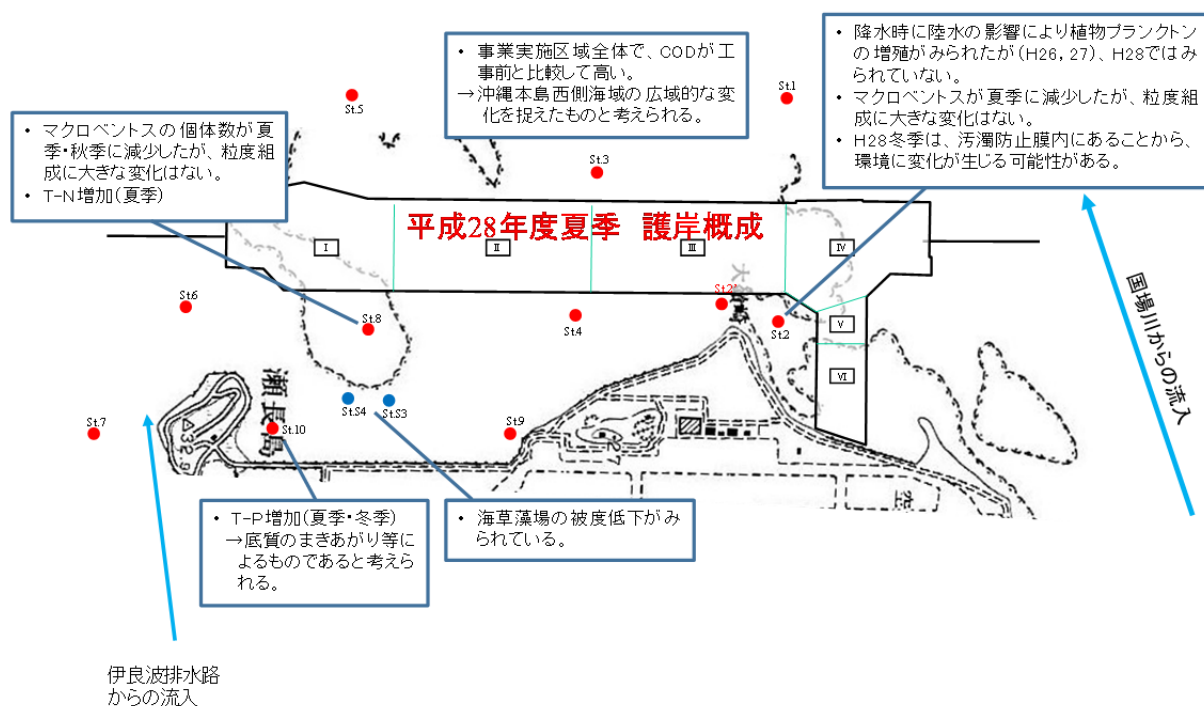 • 降水時に陸水の影響により植物プランクトン
の増殖がみられたが(H26, 27)、H28ではみ
られていない。
• マクロベントスが夏季に減少したが、粒度組
成に大きな変化はない。
• H28冬季は、汚濁防止膜内にあることから、
環境に変化が生じる可能性がある。
• 事業実施区域全体で、CODが工
事前と比較して高い。
→沖縄本島西側海域の広域的な変
化を捉えたものと考えられる。
• マクロベントスの個体数が夏
季・秋季に減少したが、粒度組
成に大きな変化はない。
• T-N増加(夏季)
St.5
St.1
St.3
平成28年度夏季 護岸概成
I
II
III
IV
V
VI
St.6
St.8
St.4
St.2'
St.2
国場川からの流入
瀬長島
St.S4
St.S3
St.7
St.10
St.9
空
• T-P増加(夏季・冬季)
→底質のまきあがり等に
よるものであると考えら
れる。
• 海草藻場の被度低下がみ
られている。
伊良波排水路
からの流入